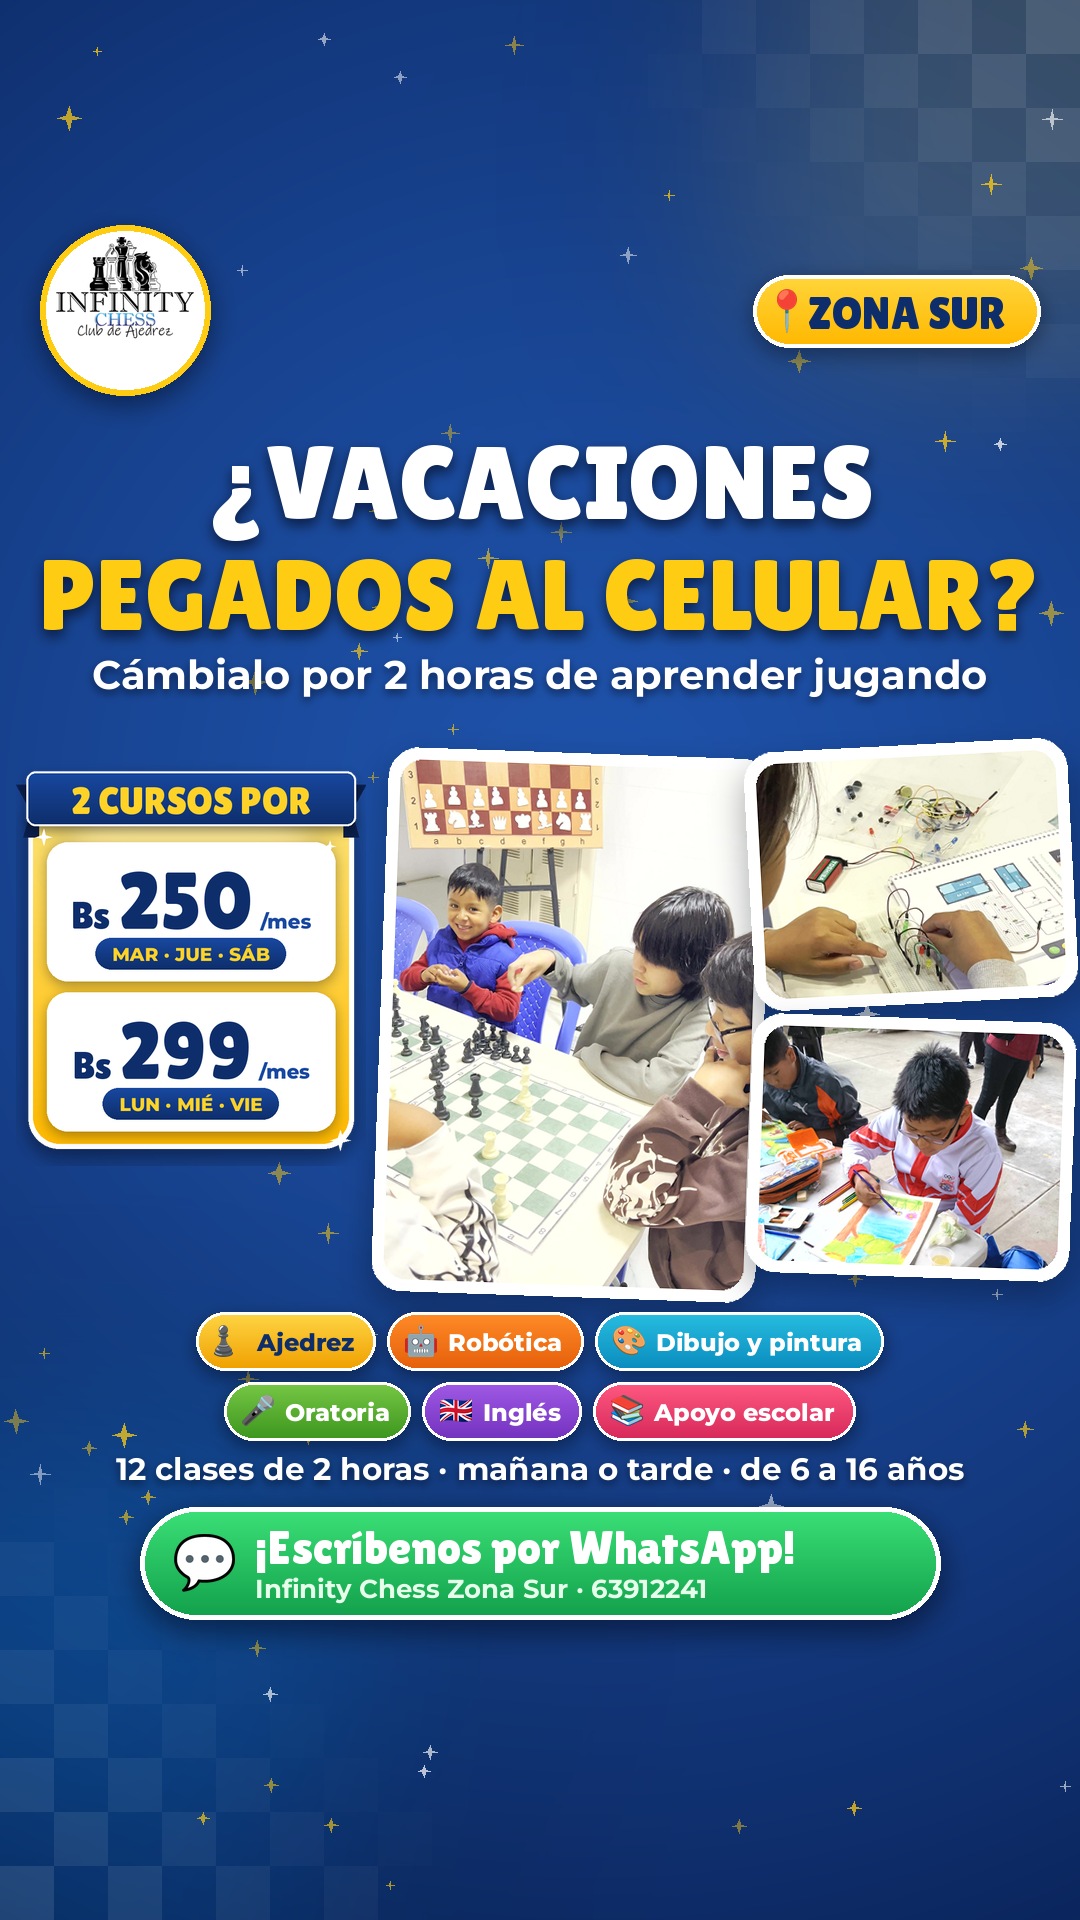 INFINITY
CHESS
Club de Ajedrez
ZONA SUR
¿VACACIONES
PEGADOS AL CELULAR?
Cámbialo por 2 horas de aprender jugando
2 CURSOS POR
Bs 250 /mes
MAR · JUE · SÁB
Bs 299 /mes
LUN · MIÉ · VIE
3
2
1
a b c d e f g h
Ajedrez
Robótica
Dibujo y pintura
Oratoria
Inglés
Apoyo escolar
12 clases de 2 horas · mañana o tarde · de 6 a 16 años
¡Escríbenos por WhatsApp!
Infinity Chess Zona Sur · 63912241